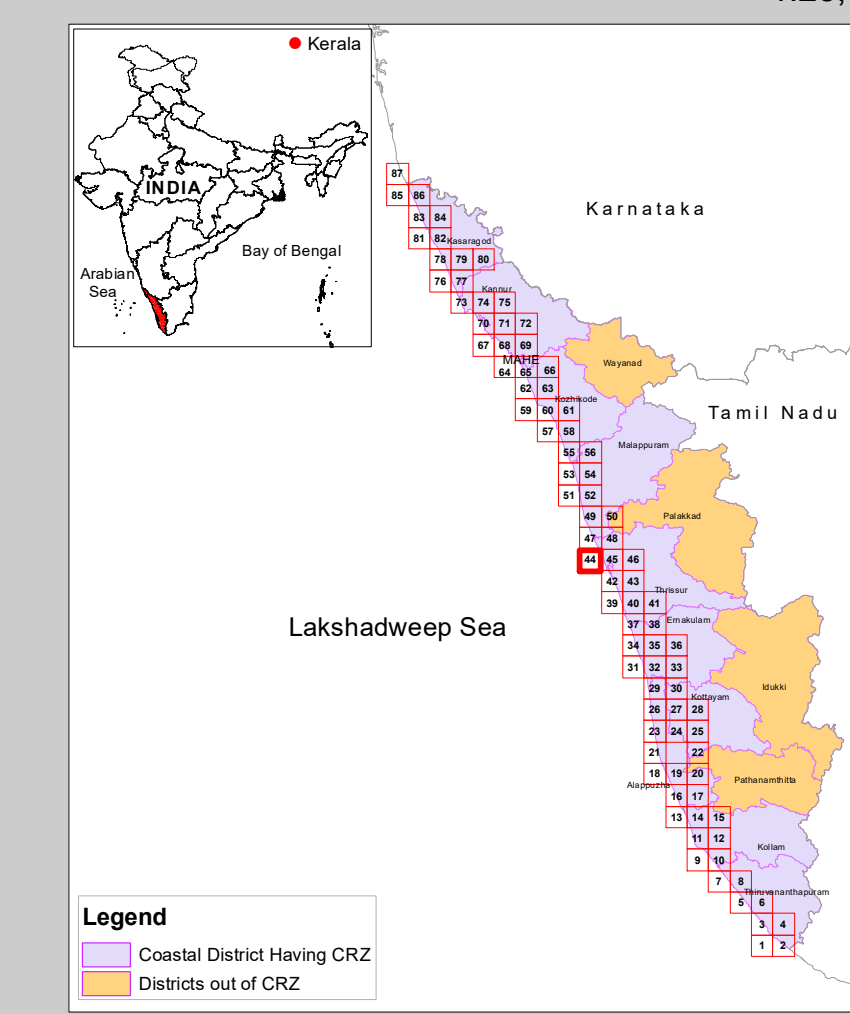 Kerala
INDIA
Bay of Bengal
Arabian
Sea
Karnataka
87
85 86
83 84
81 82 Kasaragod
78 79 80
76 77
Kannur
73 74 75
70 71 72
67 68 69
MAHE
Wayanad
64 65 66
62 63
Kozhikode
59 60 61
Tamil Nadu
57 58
Malappuram
55 56
53 54
51 52
49 50
Palakkad
47 48
44 45 46
42 43
Thrissur
39 40 41
Ernakulam
37 38
Lakshadweep Sea
34 35 36
31 32 33
29 30
Idukki
Kottayam
26 27 28
23 24 25
21 22
18 19 20
Pathanamthitta
Alappuzha
16 17
13 14 15
11 12
Kollam
9 10
7 8
Thiruvananthapuram
5 6
3 4
1 2
Legend
Coastal District Having CRZ
Districts out of CRZ